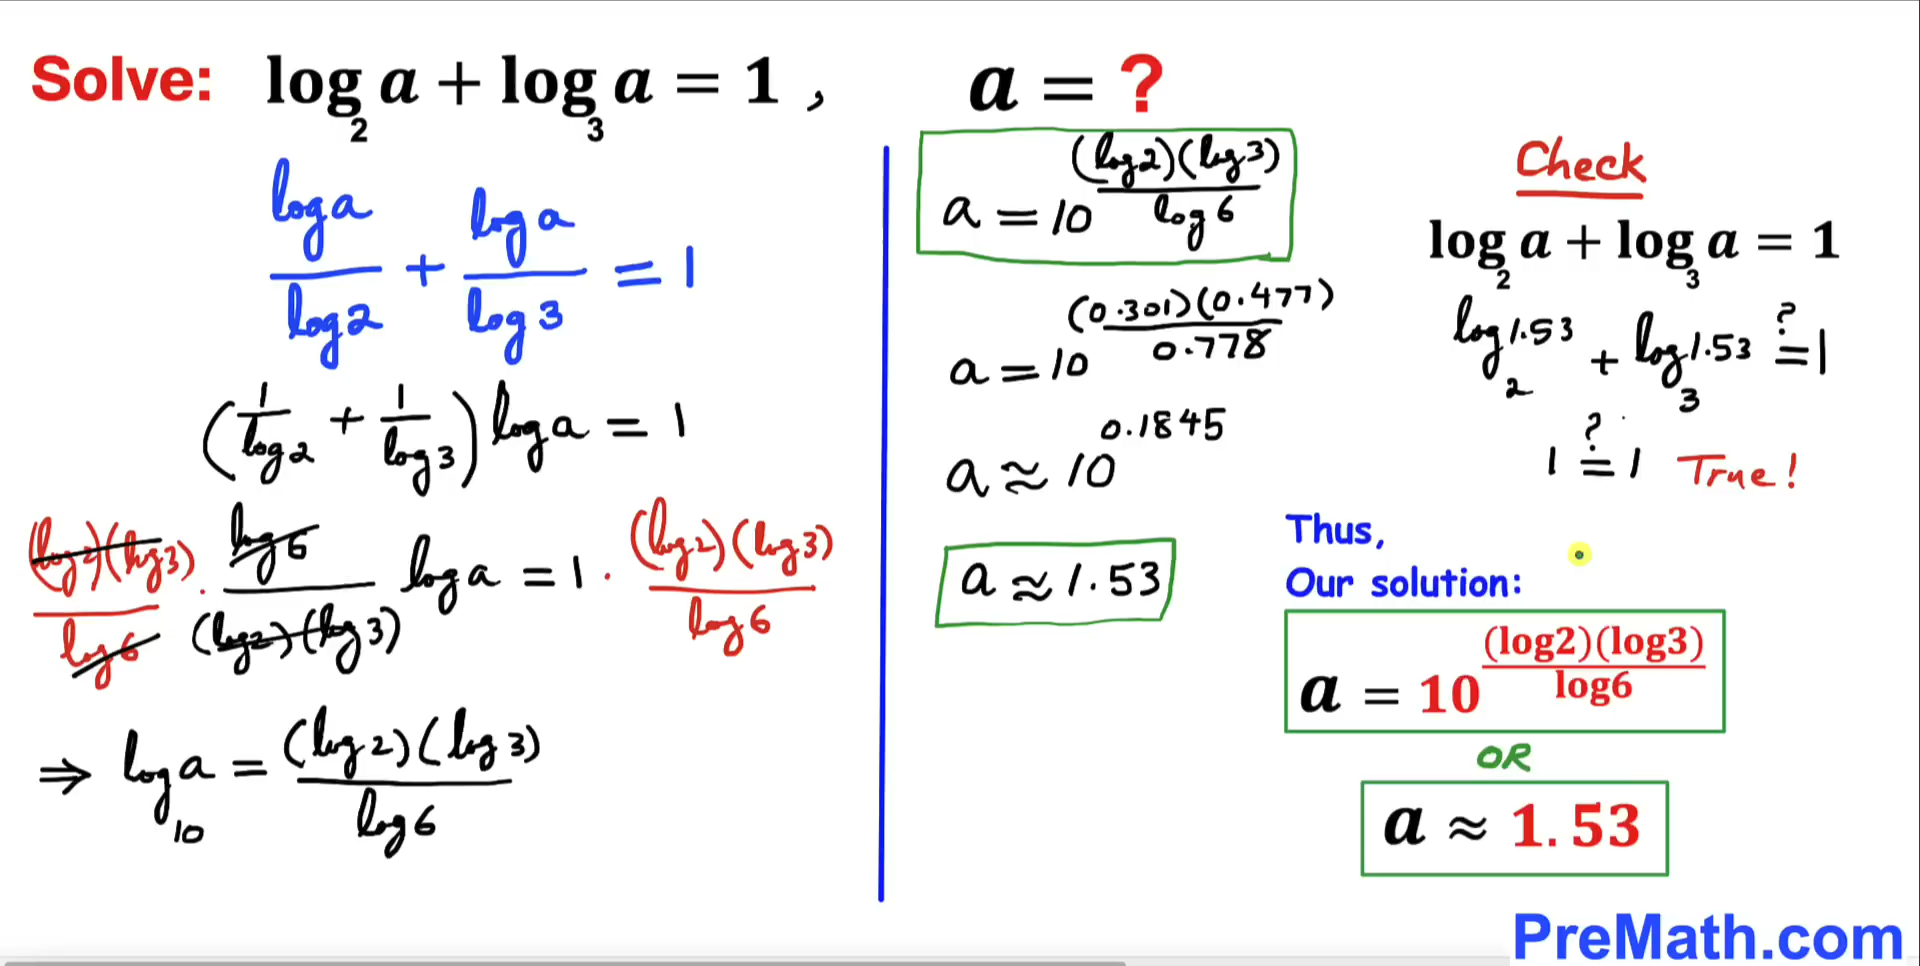 Solve: log₂ a + log₃ a = 1 , a = ?
log a / log 2 + log a / log 3 = 1
(1 / log 2 + 1 / log 3) log a = 1
(log 2)(log 3) / log 6 · log 6 / (log 2)(log 3) log a = 1 · (log 2)(log 3) / log 6
⇒ log₁₀ a = (log 2)(log 3) / log 6
a = 10^((log 2)(log 3) / log 6)
a = 10^((0.301)(0.477) / 0.778)
a ≈ 10^0.1845
a ≈ 1.53
Check
log₂ a + log₃ a = 1
log₂ 1.53 + log₃ 1.53 ?= 1
1 ?= 1 True!
Thus,
Our solution:
a = 10^((log2)(log3) / log6)
OR
a ≈ 1.53
PreMath.com